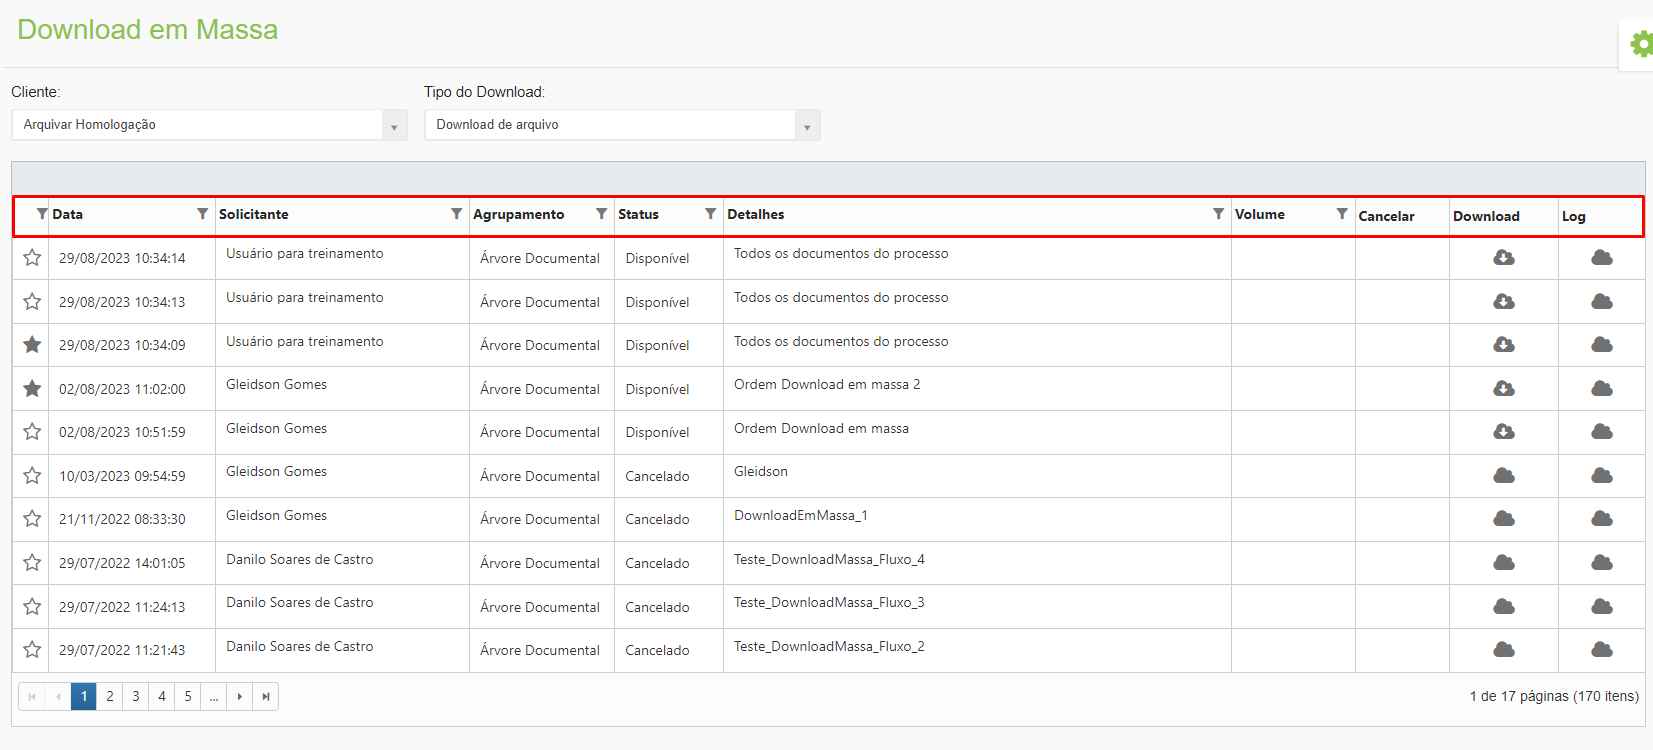 Download em Massa
Cliente: Tipo do Download:
Arquivar Homologação Download de arquivo
Data Solicitante Agrupamento Status Detalhes Volume Cancelar Download Log
29/08/2023 10:34:14 Usuário para treinamento Árvore Documental Disponível Todos os documentos do processo
29/08/2023 10:34:13 Usuário para treinamento Árvore Documental Disponível Todos os documentos do processo
29/08/2023 10:34:09 Usuário para treinamento Árvore Documental Disponível Todos os documentos do processo
02/08/2023 11:02:00 Gleidson Gomes Árvore Documental Disponível Ordem Download em massa 2
02/08/2023 10:51:59 Gleidson Gomes Árvore Documental Disponível Ordem Download em massa
10/03/2023 09:54:59 Gleidson Gomes Árvore Documental Cancelado Gleidson
21/11/2022 08:33:30 Gleidson Gomes Árvore Documental Cancelado DownloadEmMassa_1
29/07/2022 14:01:05 Danilo Soares de Castro Árvore Documental Cancelado Teste_DownloadMassa_Fluxo_4
29/07/2022 11:24:13 Danilo Soares de Castro Árvore Documental Cancelado Teste_DownloadMassa_Fluxo_3
29/07/2022 11:21:43 Danilo Soares de Castro Árvore Documental Cancelado Teste_DownloadMassa_Fluxo_2
1 2 3 4 5 ... 1 de 17 páginas (170 itens)